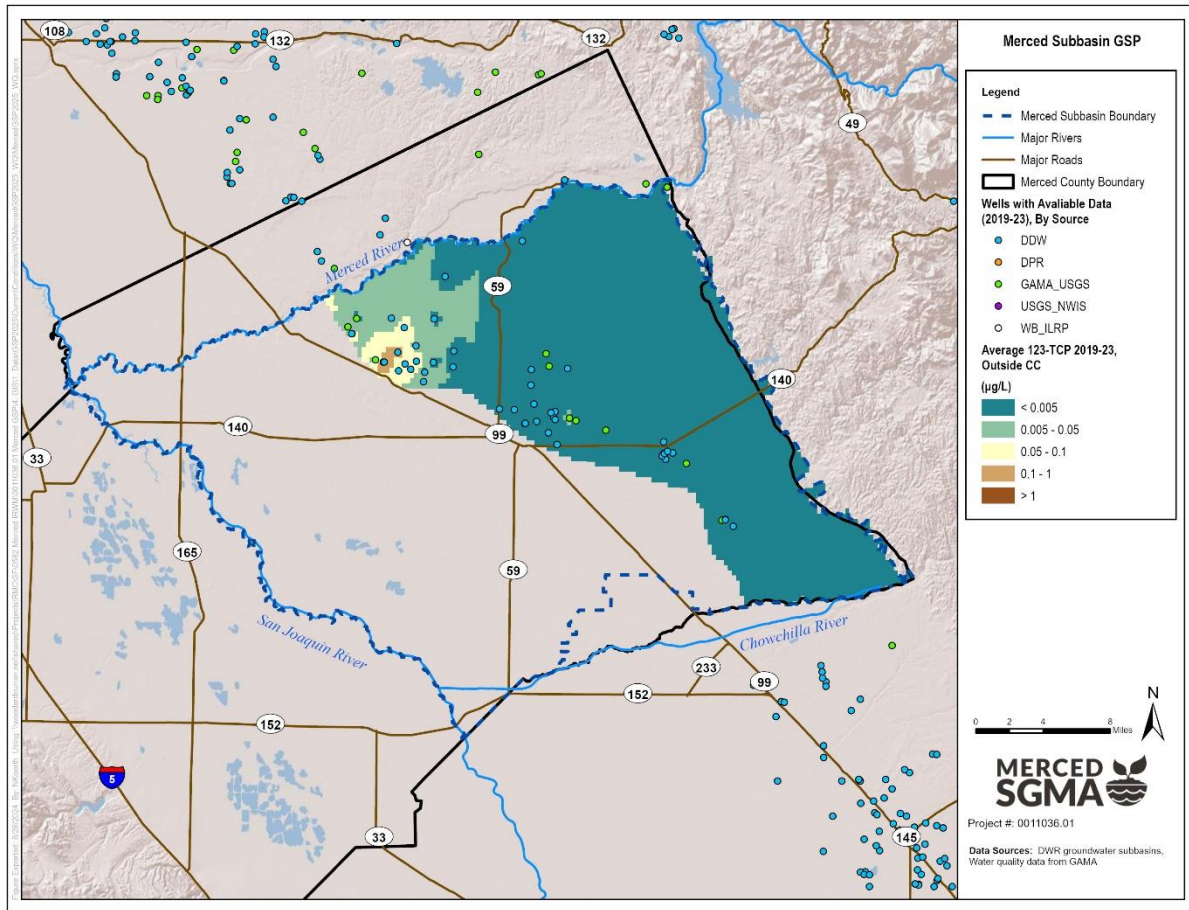 108
132
132
49
Merced River
59
140
165
140
99
33
59
San Joaquin River
Chowchilla River
233
99
152
152
5
33
145
Merced Subbasin GSP
Legend
Merced Subbasin Boundary
Major Rivers
Major Roads
Merced County Boundary
Wells with Avaliable Data
(2019-23), By Source
DDW
DPR
GAMA_USGS
USGS_NWIS
WB_ILRP
Average 123-TCP 2019-23,
Outside CC
(µg/L)
< 0.005
0.005 - 0.05
0.05 - 0.1
0.1 - 1
> 1
N
0 2 4 8
Miles
MERCED
SGMA
Project #: 0011036.01
Data Sources: DWR groundwater subbasins,
Water quality data from GAMA